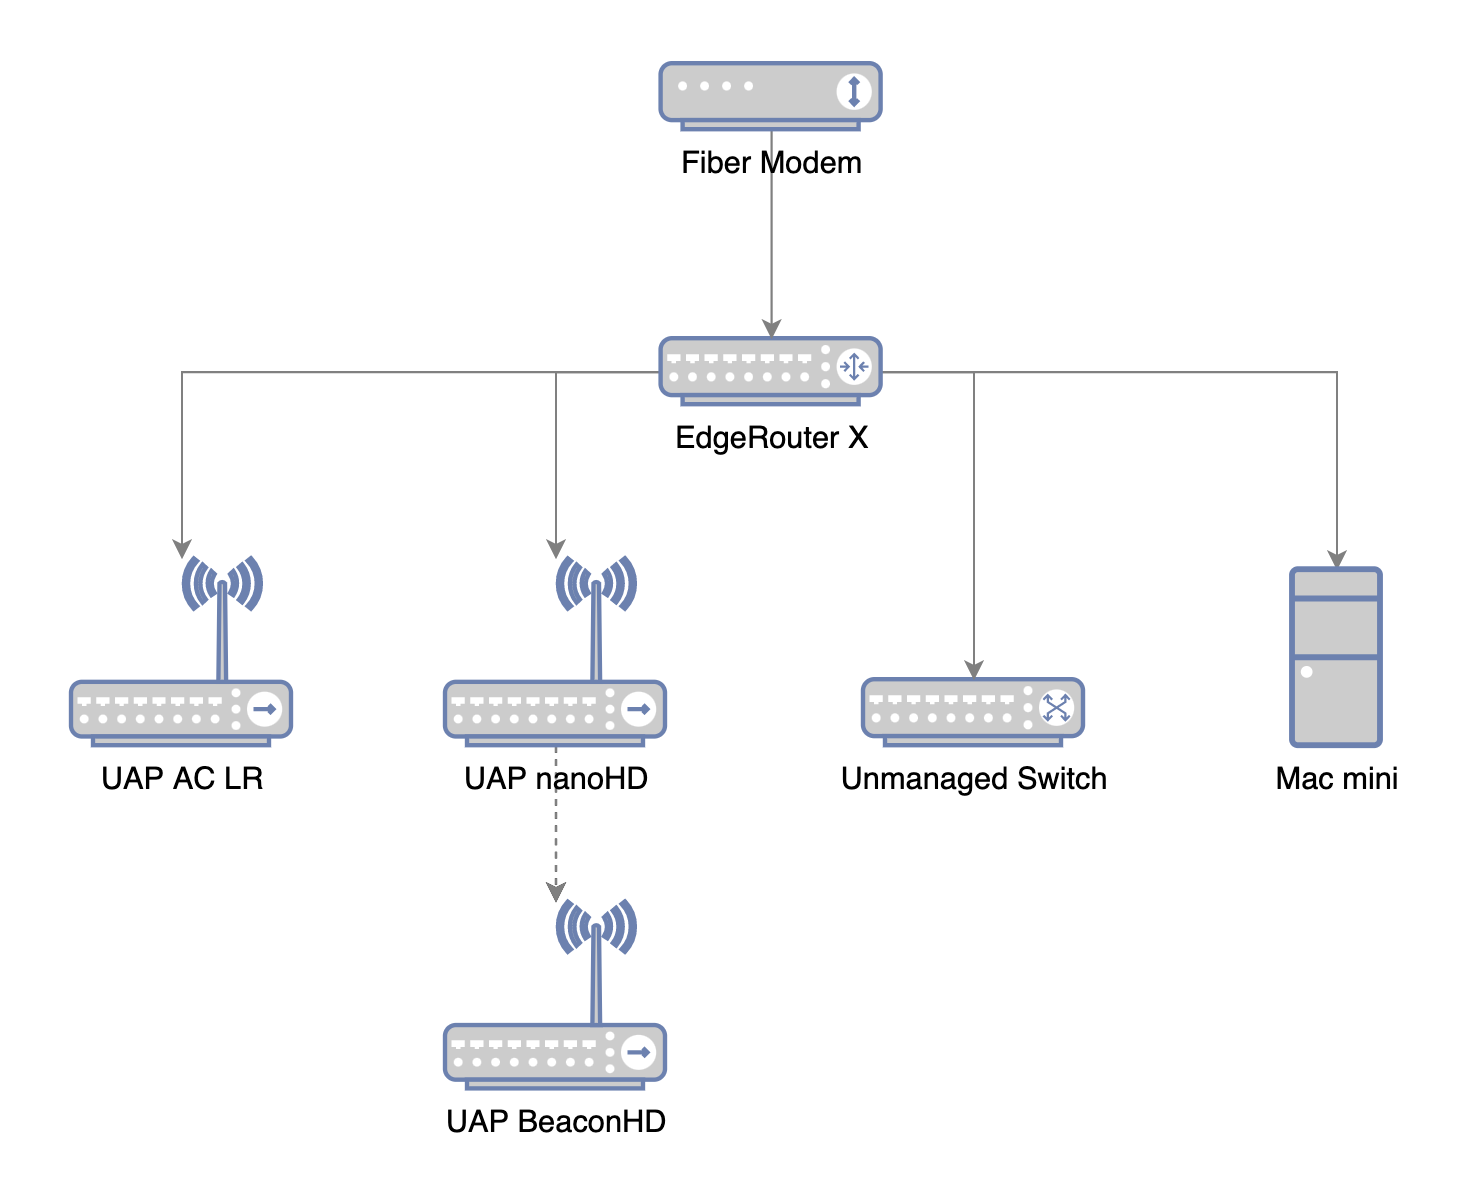 Fiber Modem
EdgeRouter X
UAP AC LR
UAP nanoHD
Unmanaged Switch
Mac mini
UAP BeaconHD